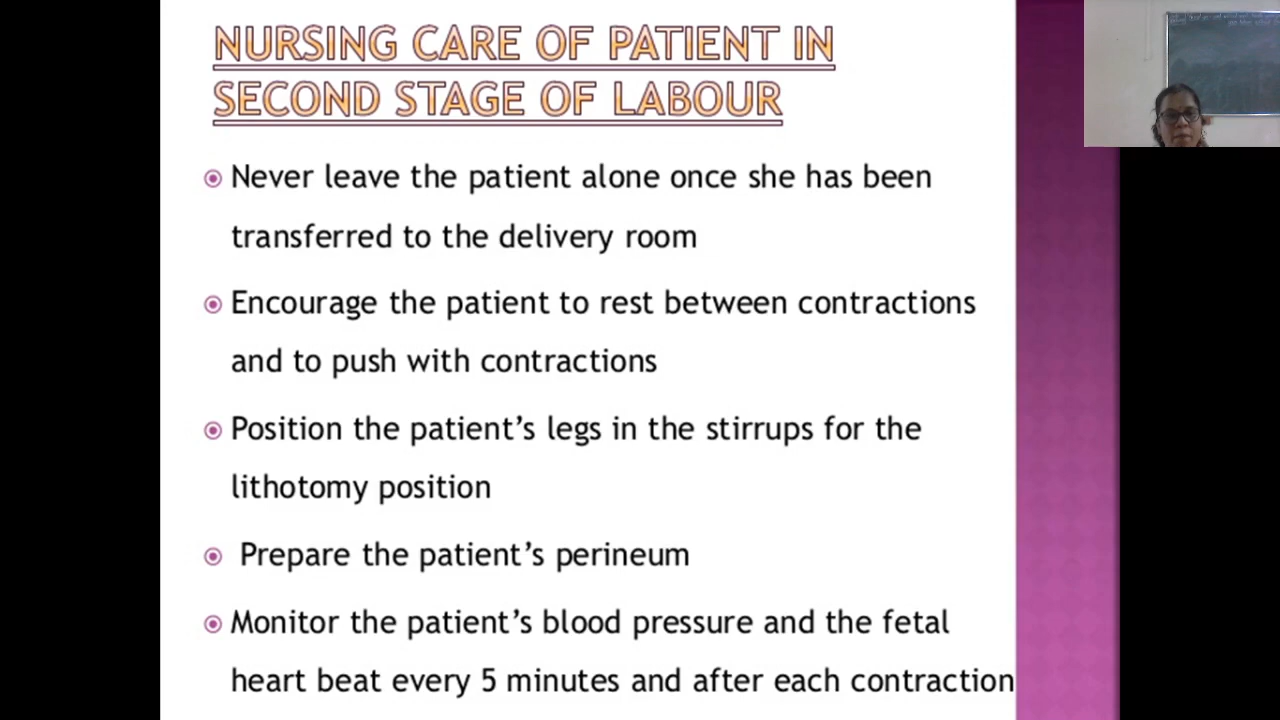 NURSING CARE OF PATIENT IN
SECOND STAGE OF LABOUR
Never leave the patient alone once she has been
transferred to the delivery room
Encourage the patient to rest between contractions
and to push with contractions
Position the patient’s legs in the stirrups for the
lithotomy position
Prepare the patient’s perineum
Monitor the patient’s blood pressure and the fetal
heart beat every 5 minutes and after each contraction